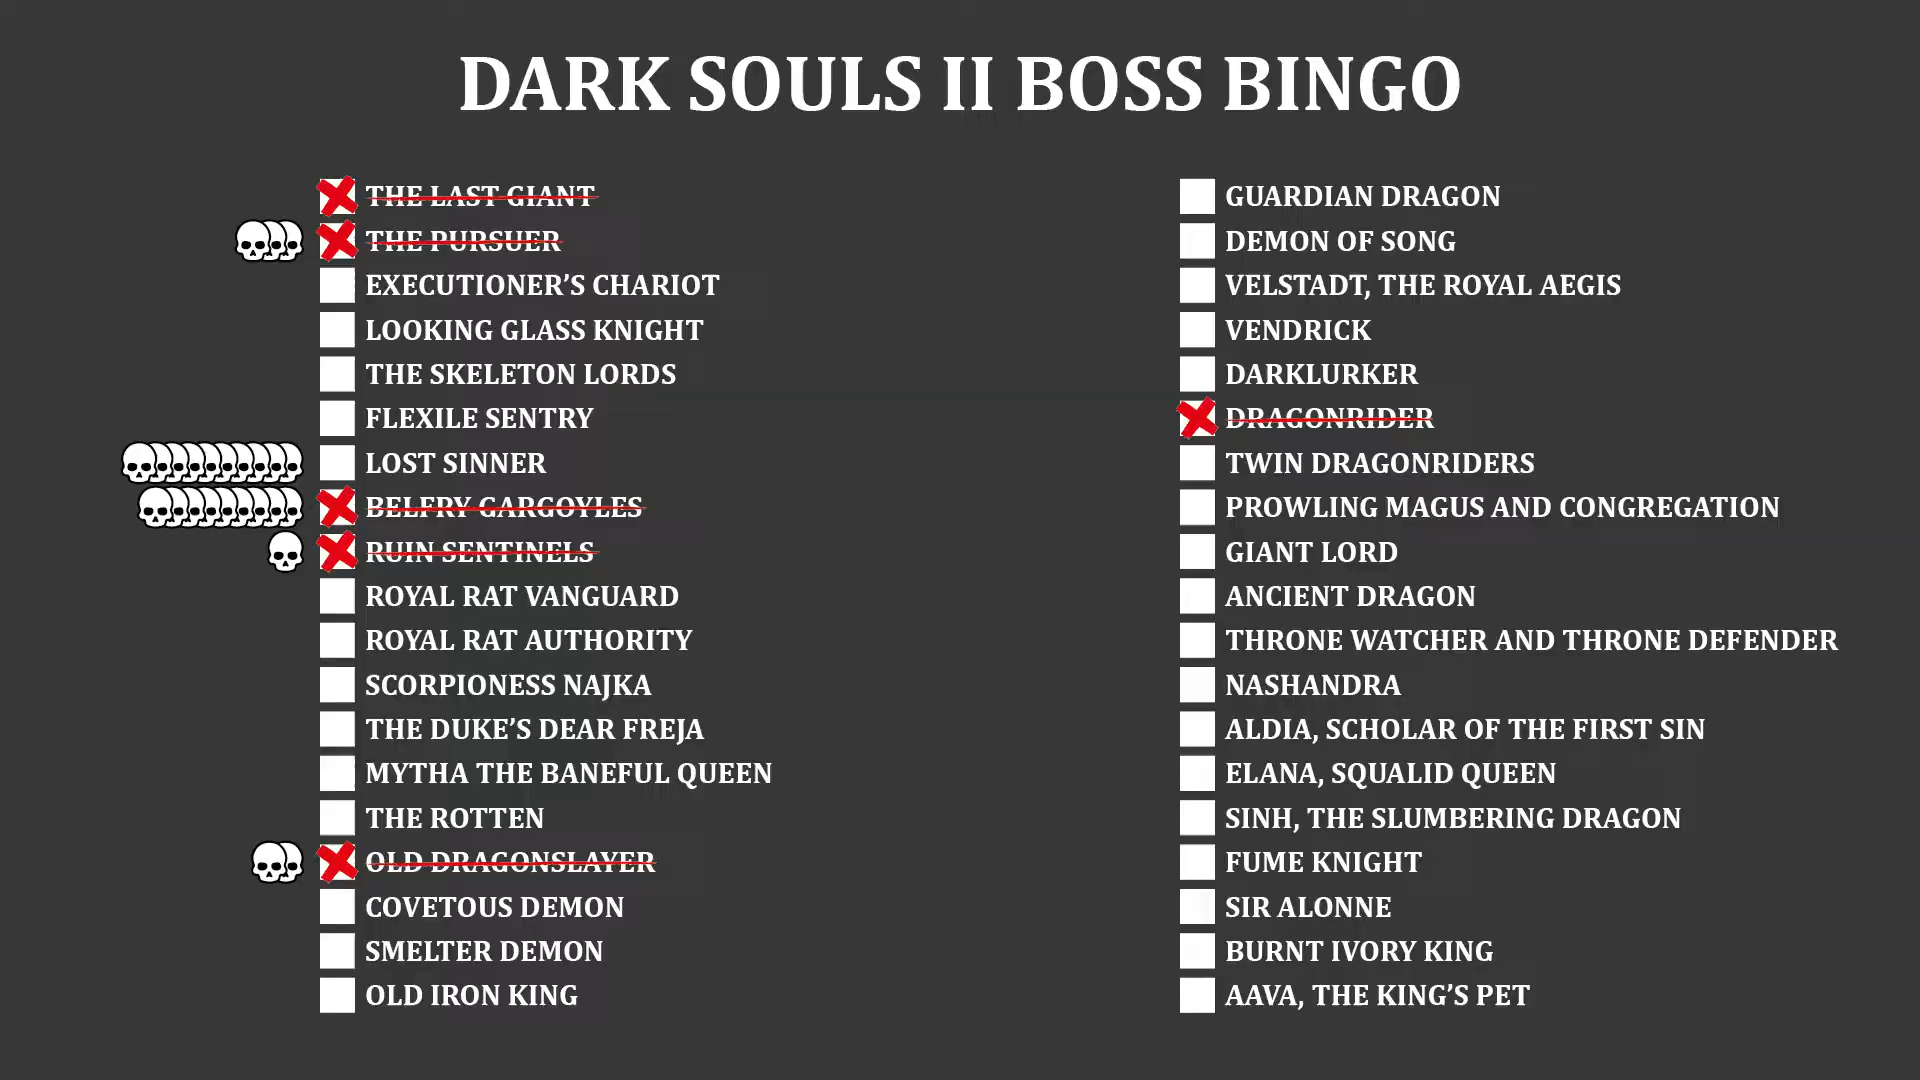 DARK SOULS II BOSS BINGO
THE LAST GIANT
THE PURSUER
EXECUTIONER’S CHARIOT
LOOKING GLASS KNIGHT
THE SKELETON LORDS
FLEXILE SENTRY
LOST SINNER
BELFRY GARGOYLES
RUIN SENTINELS
ROYAL RAT VANGUARD
ROYAL RAT AUTHORITY
SCORPIONESS NAJKA
THE DUKE’S DEAR FREJA
MYTHA THE BANEFUL QUEEN
THE ROTTEN
OLD DRAGONSLAYER
COVETOUS DEMON
SMELTER DEMON
OLD IRON KING
GUARDIAN DRAGON
DEMON OF SONG
VELSTADT, THE ROYAL AEGIS
VENDRICK
DARKLURKER
DRAGONRIDER
TWIN DRAGONRIDERS
PROWLING MAGUS AND CONGREGATION
GIANT LORD
ANCIENT DRAGON
THRONE WATCHER AND THRONE DEFENDER
NASHANDRA
ALDIA, SCHOLAR OF THE FIRST SIN
ELANA, SQUALID QUEEN
SINH, THE SLUMBERING DRAGON
FUME KNIGHT
SIR ALONNE
BURNT IVORY KING
AAVA, THE KING’S PET